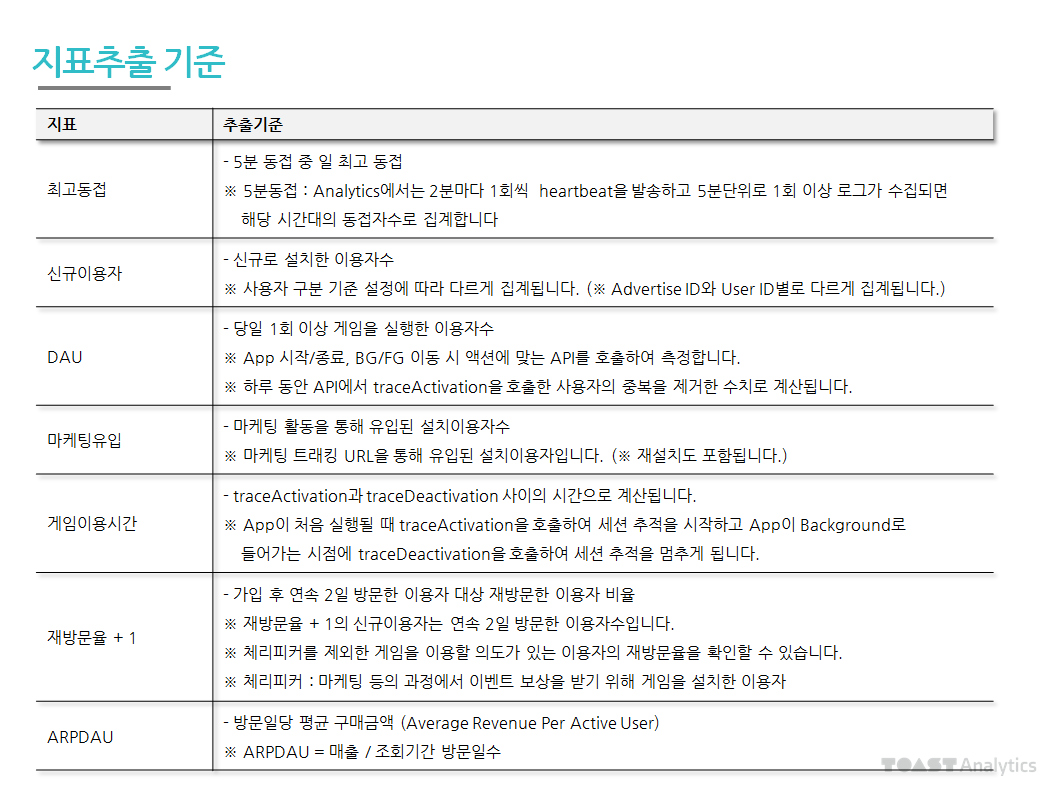 지표추출 기준
지표
추출기준
최고동접
- 5분 동접 중 일 최고 동접
※ 5분동접 : Analytics에서는 2분마다 1회씩 heartbeat을 발송하고 5분단위로 1회 이상 로그가 수집되면
해당 시간대의 동접자수로 집계합니다
신규이용자
- 신규로 설치한 이용자수
※ 사용자 구분 기준 설정에 따라 다르게 집계됩니다. (※ Advertise ID와 User ID별로 다르게 집계됩니다.)
DAU
- 당일 1회 이상 게임을 실행한 이용자수
※ App 시작/종료, BG/FG 이동 시 액션에 맞는 API를 호출하여 측정합니다.
※ 하루 동안 API에서 traceActivation을 호출한 사용자의 중복을 제거한 수치로 계산됩니다.
마케팅유입
- 마케팅 활동을 통해 유입된 설치이용자수
※ 마케팅 트래킹 URL을 통해 유입된 설치이용자입니다. (※ 재설치도 포함됩니다.)
게임이용시간
- traceActivation과 traceDeactivation 사이의 시간으로 계산됩니다.
※ App이 처음 실행될 때 traceActivation을 호출하여 세션 추적을 시작하고 App이 Background로
들어가는 시점에 traceDeactivation을 호출하여 세션 추적을 멈추게 됩니다.
재방문율 + 1
- 가입 후 연속 2일 방문한 이용자 대상 재방문한 이용자 비율
※ 재방문율 + 1의 신규이용자는 연속 2일 방문한 이용자수입니다.
※ 체리피커를 제외한 게임을 이용할 의도가 있는 이용자의 재방문율을 확인할 수 있습니다.
※ 체리피커 : 마케팅 등의 과정에서 이벤트 보상을 받기 위해 게임을 설치한 이용자
ARPDAU
- 방문일당 평균 구매금액 (Average Revenue Per Active User)
※ ARPDAU = 매출 / 조회기간 방문일수
TOAST Analytics